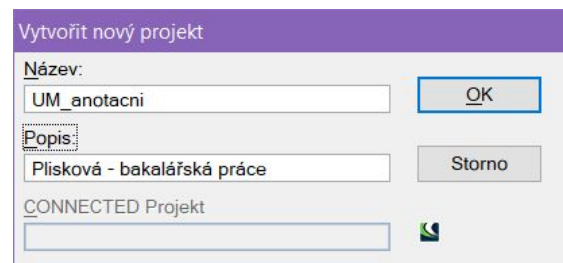 Vytvořit nový projekt
Název:
UM_anotacni
OK
Popis:
Plisková - bakalářská práce
Storno
CONNECTED Projekt